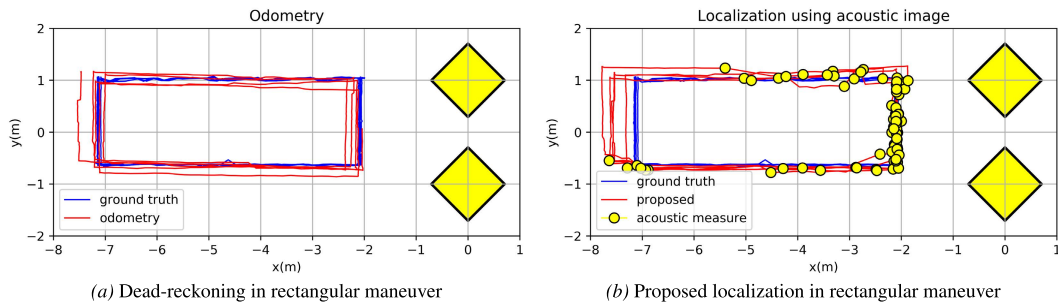 Odometry
2
1
0
−1
−2
y(m)
−8 −7 −6 −5 −4 −3 −2 −1 0 1
x(m)
ground truth
odometry
(a) Dead-reckoning in rectangular maneuver
Localization using acoustic image
2
1
0
−1
−2
y(m)
−8 −7 −6 −5 −4 −3 −2 −1 0 1
x(m)
ground truth
proposed
acoustic measure
(b) Proposed localization in rectangular maneuver